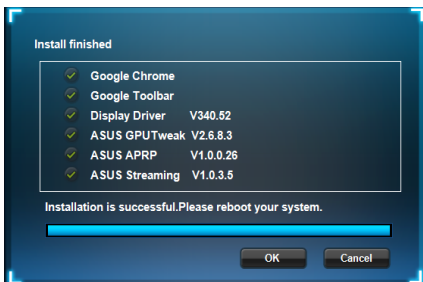 Install finished
Google Chrome
Google Toolbar
Display Driver V340.52
ASUS GPUTweak V2.6.8.3
ASUS APRP V1.0.0.26
ASUS Streaming V1.0.3.5
Installation is successful.Please reboot your system.
OK Cancel